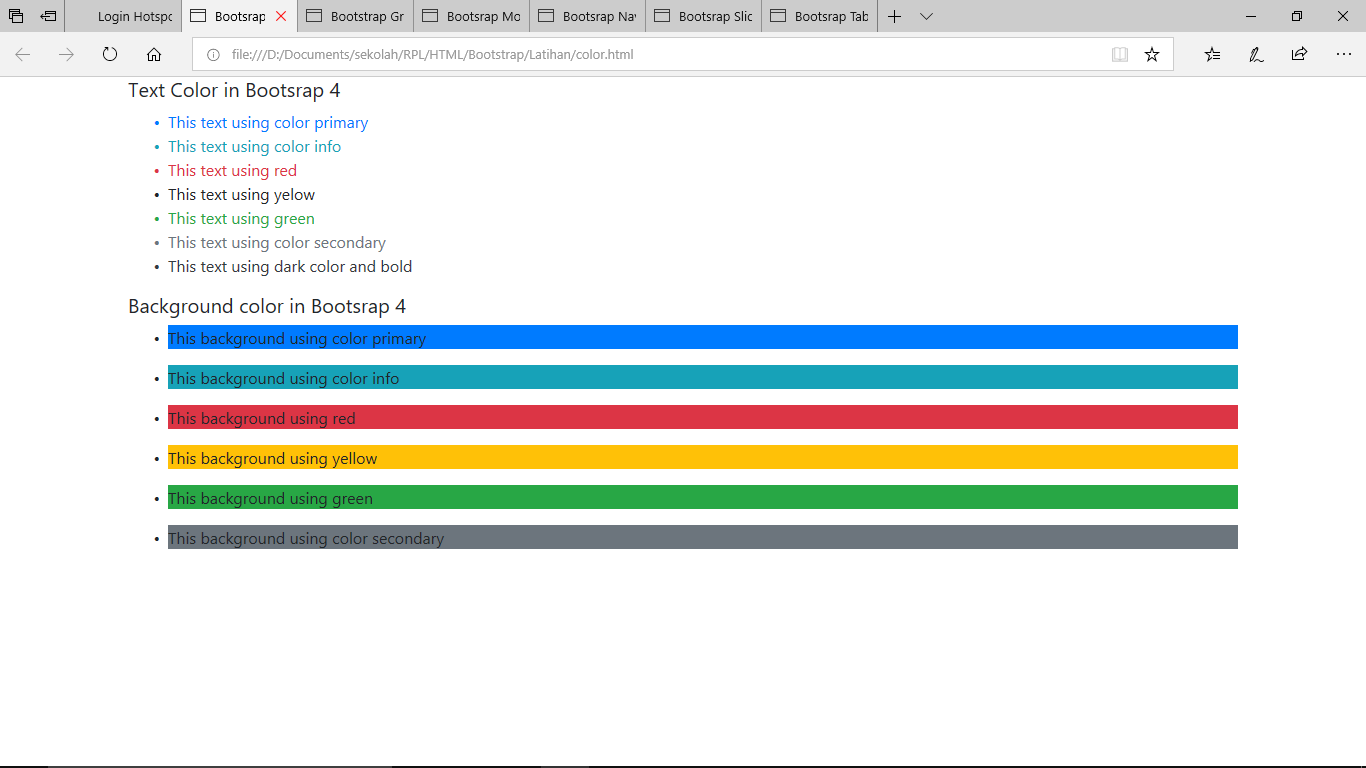 Login Hotspo
Bootsrap
Bootstrap Gr
Bootsrap Mo
Bootsrap Na
Bootsrap Slid
Bootsrap Tab
file:///D:/Documents/sekolah/RPL/HTML/Bootstrap/Latihan/color.html
Text Color in Bootsrap 4
• This text using color primary
• This text using color info
• This text using red
• This text using yelow
• This text using green
• This text using color secondary
• This text using dark color and bold
Background color in Bootsrap 4
• This background using color primary
• This background using color info
• This background using red
• This background using yellow
• This background using green
• This background using color secondary